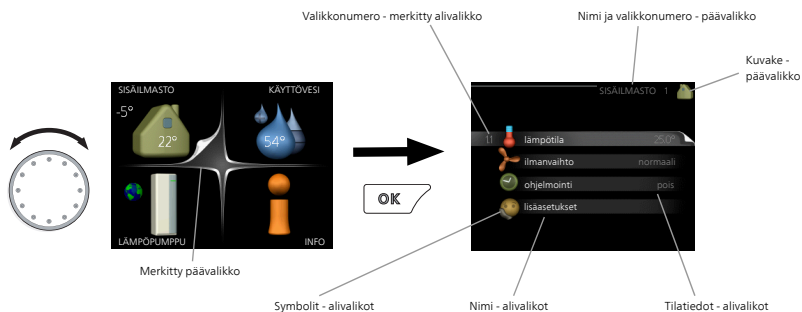 Valikkonumero - merkitty alivalikko
Nimi ja valikkonumero - päävalikko
Kuvake -
päävalikko
SISÄILMASTO
KÄYTTÖVESI
-5°
22°
54°
LÄMPÖPUMPPU
INFO
Merkitty päävalikko
OK
SISÄILMASTO 1
1.1 lämpötila 25.0°
ilmanvaihto normaali
ohjelmointi pois
lisäasetukset
Symbolit - alivalikot
Nimi - alivalikot
Tilatiedot - alivalikot